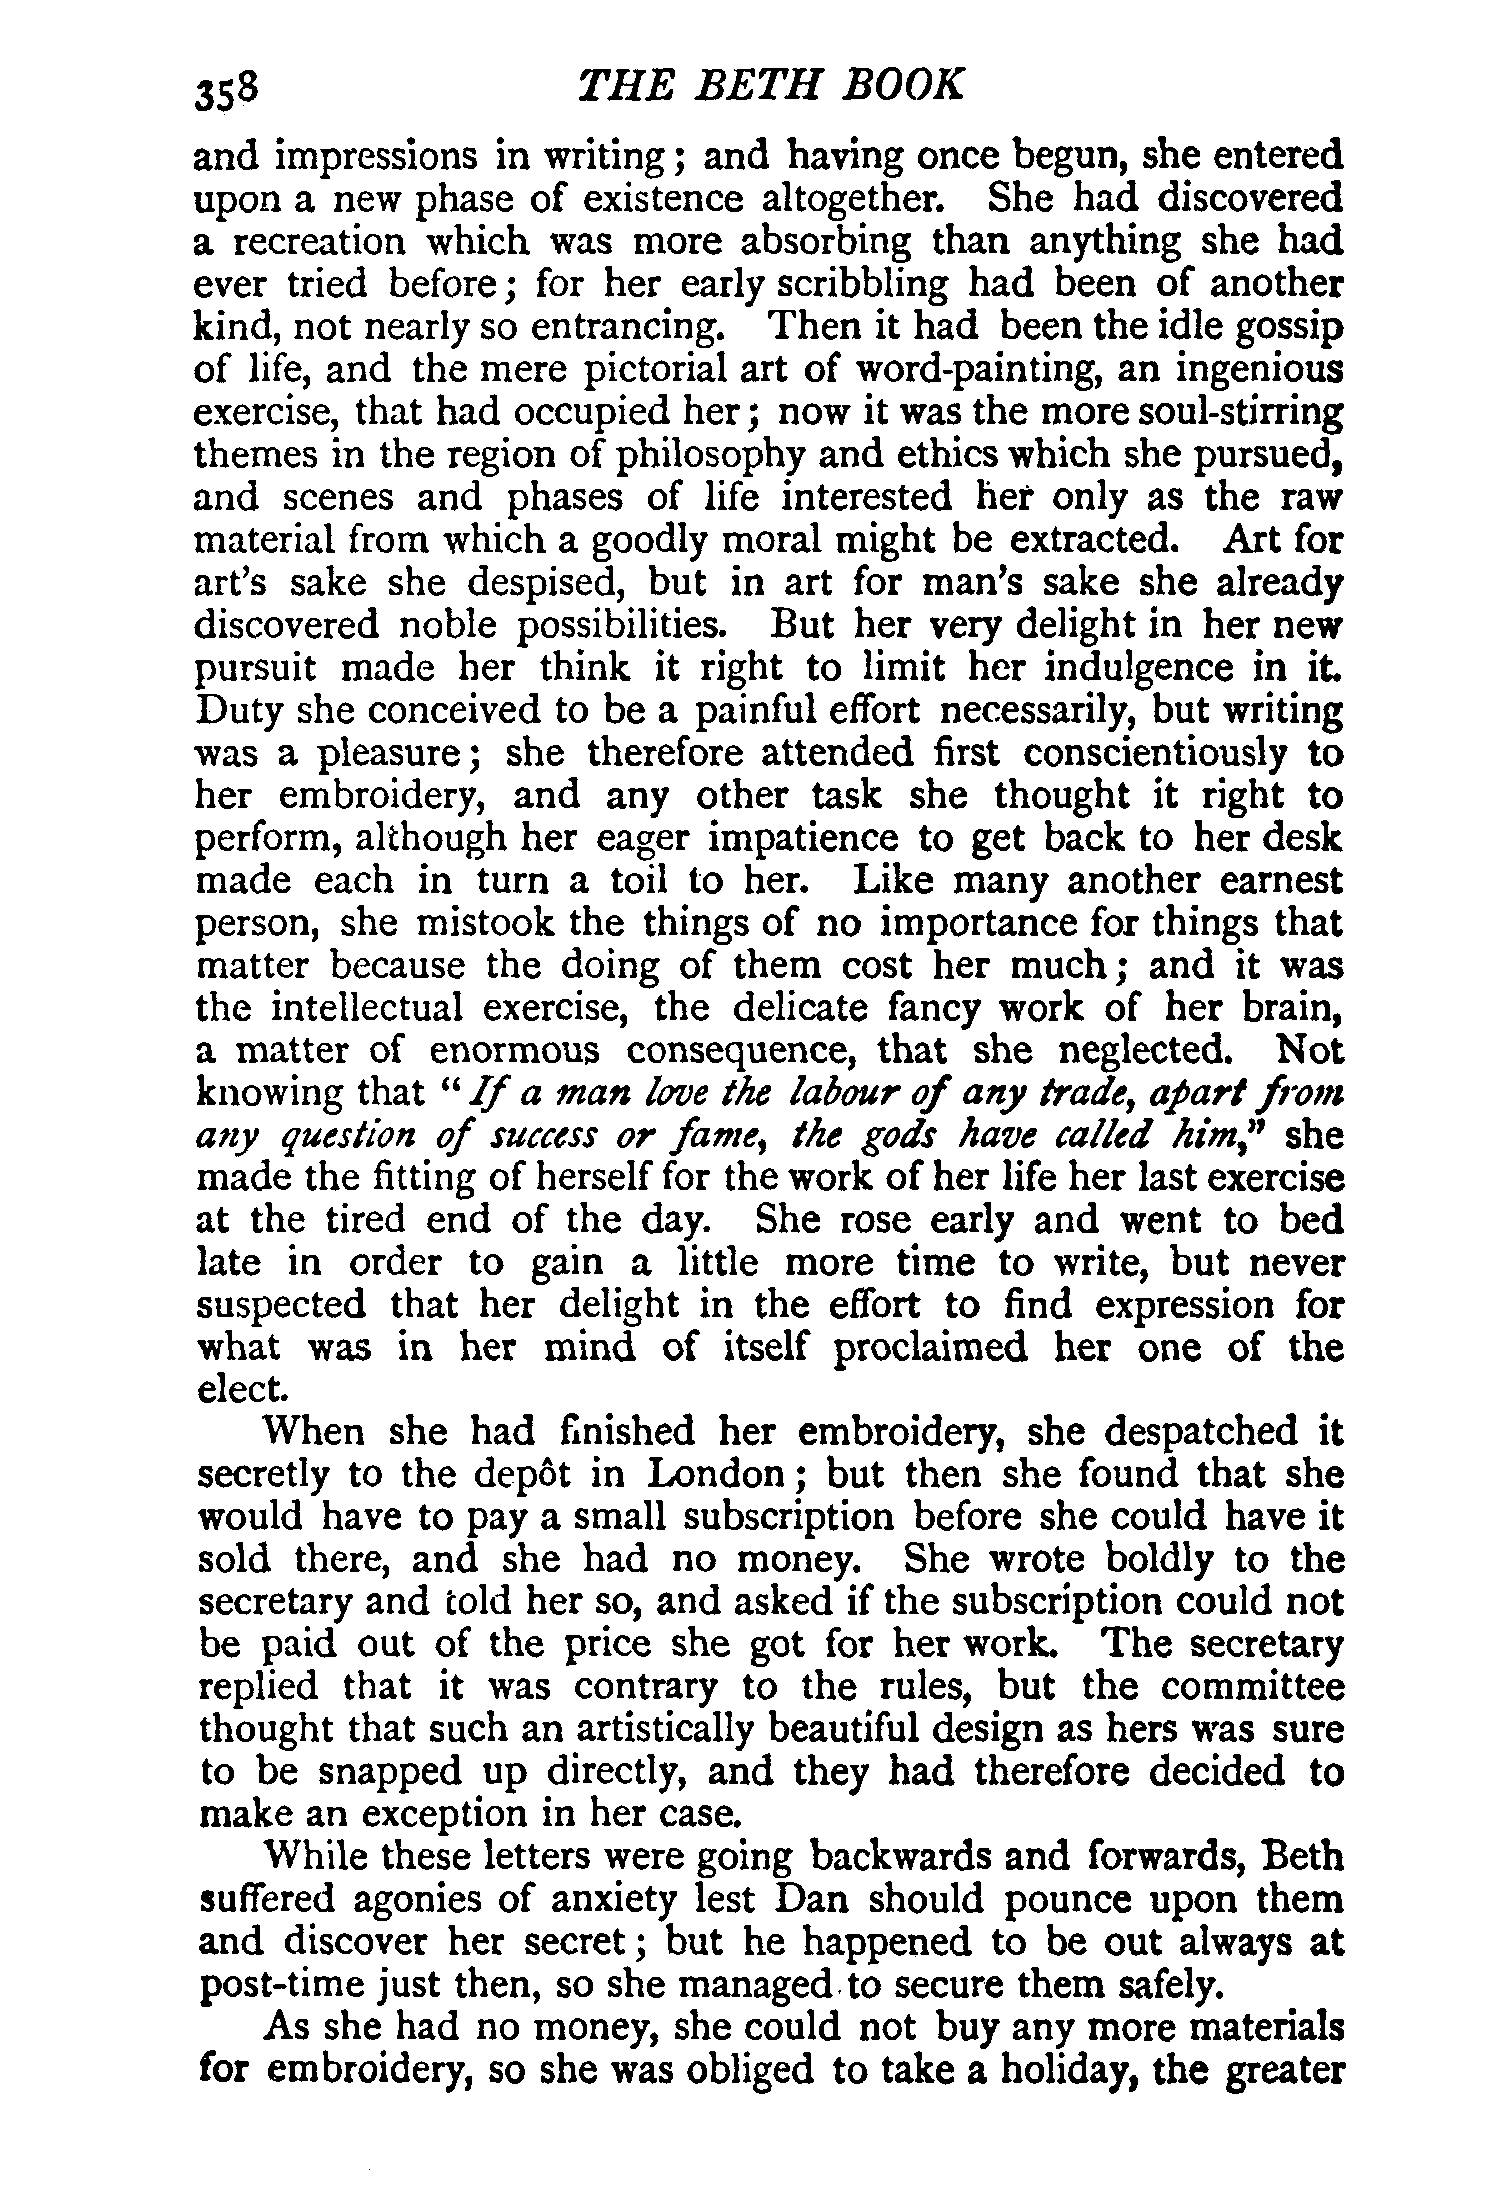 358 THE BETH BOOK
and impressions in writing; and having once begun, she entered
upon a new phase of existence altogether. She had discovered
a recreation which was more absorbing than anything she had
ever tried before; for her early scribbling had been of another
kind, not nearly so entrancing. Then it had been the idle gossip
of life, and the mere pictorial art of word-painting, an ingenious
exercise, that had occupied her; now it was the more soul-stirring
themes in the region of philosophy and ethics which she pursued,
and scenes and phases of life interested her only as the raw
material from which a goodly moral might be extracted. Art for
art's sake she despised, but in art for man's sake she already
discovered noble possibilities. But her very delight in her new
pursuit made her think it right to limit her indulgence in it.
Duty she conceived to be a painful effort necessarily, but writing
was a pleasure; she therefore attended first conscientiously to
her embroidery, and any other task she thought it right to
perform, although her eager impatience to get back to her desk
made each in turn a toil to her. Like many another earnest
person, she mistook the things of no importance for things that
matter because the doing of them cost her much; and it was
the intellectual exercise, the delicate fancy work of her brain,
a matter of enormous consequence, that she neglected. Not
knowing that "If a man love the labour of any trade, apart from
any question of success or fame, the gods have called him," she
made the fitting of herself for the work of her life her last exercise
at the tired end of the day. She rose early and went to bed
late in order to gain a little more time to write, but never
suspected that her delight in the effort to find expression for
what was in her mind of itself proclaimed her one of the
elect.
When she had finished her embroidery, she despatched it
secretly to the depôt in London; but then she found that she
would have to pay a small subscription before she could have it
sold there, and she had no money. She wrote boldly to the
secretary and told her so, and asked if the subscription could not
be paid out of the price she got for her work. The secretary
replied that it was contrary to the rules, but the committee
thought that such an artistically beautiful design as hers was sure
to be snapped up directly, and they had therefore decided to
make an exception in her case.
While these letters were going backwards and forwards, Beth
suffered agonies of anxiety lest Dan should pounce upon them
and discover her secret; but he happened to be out always at
post-time just then, so she managed to secure them safely.
As she had no money, she could not buy any more materials
for embroidery, so she was obliged to take a holiday, the greater